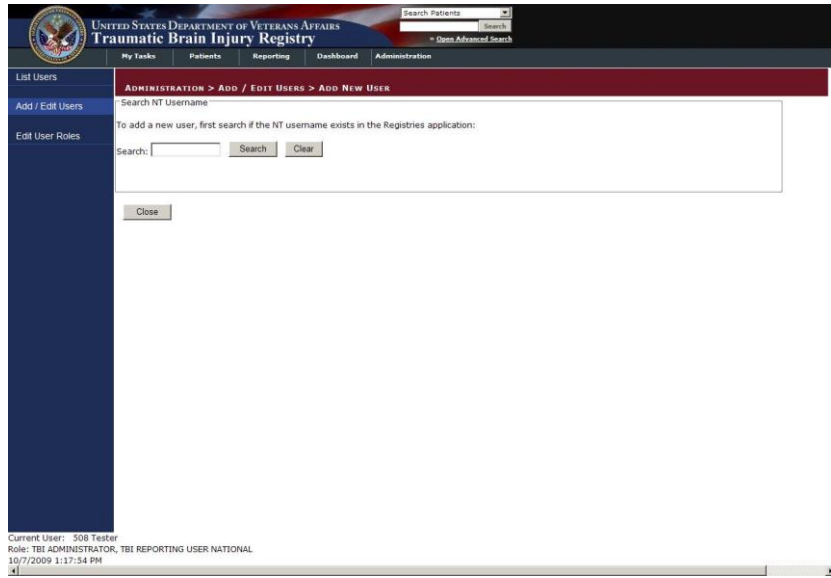 Search Patients
UNITED STATES DEPARTMENT OF VETERANS AFFAIRS
Search
Traumatic Brain Injury Registry
» Open Advanced Search
My Tasks Patients Reporting Dashboard Administration
List Users
ADMINISTRATION > ADD / EDIT USERS > ADD NEW USER
Add / Edit Users
Search NT Username
To add a new user, first search if the NT username exists in the Registries application:
Edit User Roles
Search: Search Clear
Close
Current User: 508 Tester
Role: TBI ADMINISTRATOR, TBI REPORTING USER NATIONAL
10/7/2009 1:17:54 PM